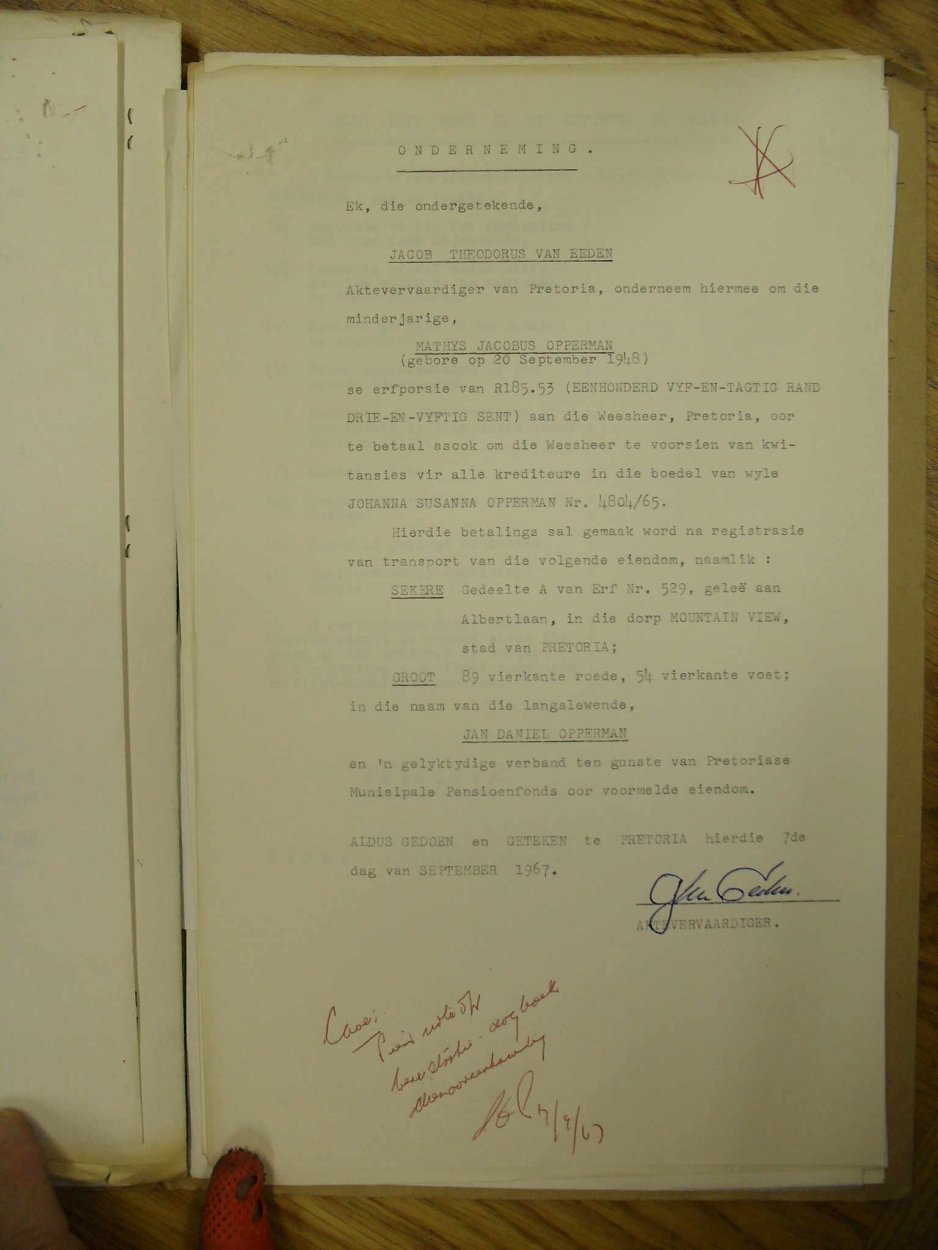 O N D E R N E M I N G .
Ek, die ondergetekende,
JACOB THEODORUS VAN EEDEN
Aktevervaardiger van Pretoria, onderneem hiermee om die
minderjarige,
MATHYS JACOBUS OPPERMAN
(gebore op 20 September 1948)
se erfporsie van R185.53 (EENHONDERD VYF-EN-TAGTIG RAND
DRIE-EN-VYFTIG SENT) aan die Weesheer, Pretoria, oor
te betaal asook om die Weesheer te voorsien van kwi-
tansies vir alle krediteure in die boedel van wyle
JOHANNA SUSANNA OPPERMAN Nr. 4804/65.
Hierdie betalings sal gemaak word na registrasie
van transport van die volgende eiendom, naamlik :
SEKERE Gedeelte A van Erf Nr. 529, geleë aan
Albertlaan, in die dorp MOUNTAIN VIEW,
stad van PRETORIA;
GROOT 89 vierkante roede, 54 vierkante voet;
in die naam van die langslewende,
JAN DANIEL OPPERMAN
en 'n gelyktydige verband ten gunste van Pretoriase
Munisipale Pensioenfonds oor voormelde eiendom.
ALDUS GEDOEN en GETEKEN te PRETORIA hierdie 7de
dag van SEPTEMBER 1967.
AKTEVERVAARDIGER.
7/9/67